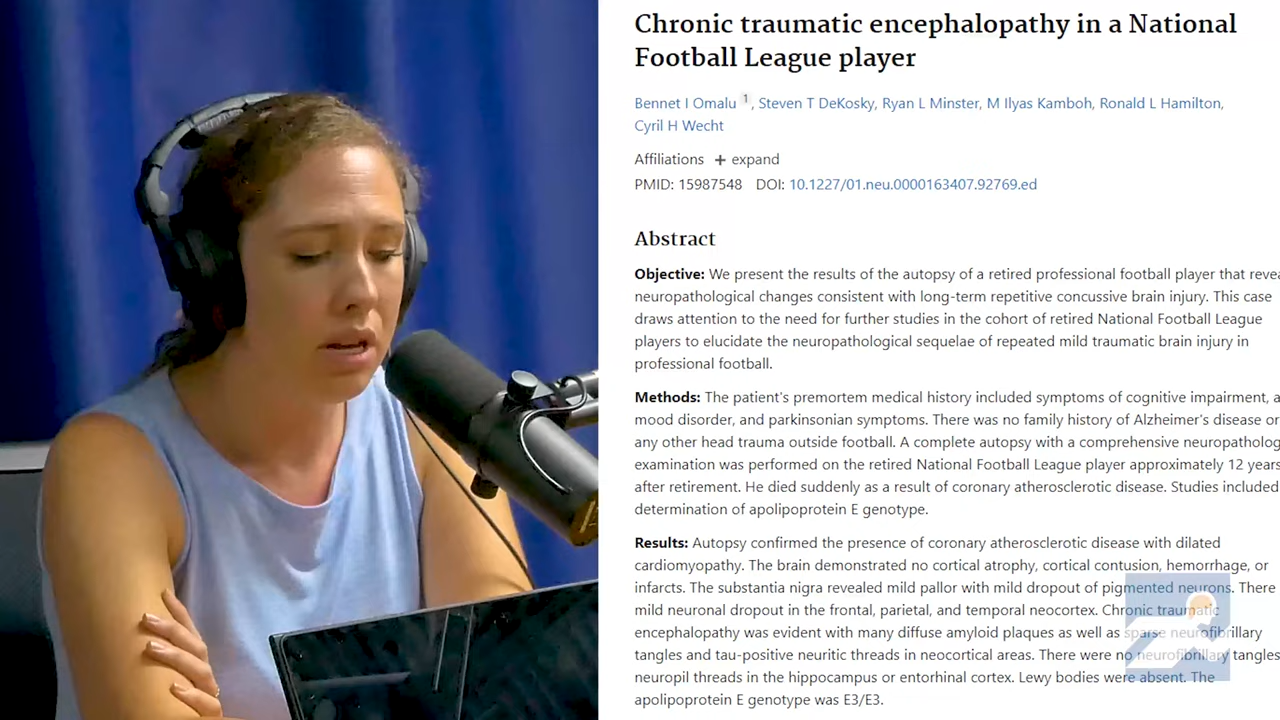 Chronic traumatic encephalopathy in a National
Football League player
Bennet I Omalu 1, Steven T DeKosky, Ryan L Minster, M Ilyas Kamboh, Ronald L Hamilton,
Cyril H Wecht
Affiliations + expand
PMID: 15987548 DOI: 10.1227/01.neu.0000163407.92769.ed
Abstract
Objective: We present the results of the autopsy of a retired professional football player that revea
neuropathological changes consistent with long-term repetitive concussive brain injury. This case
draws attention to the need for further studies in the cohort of retired National Football League
players to elucidate the neuropathological sequelae of repeated mild traumatic brain injury in
professional football.
Methods: The patient's premortem medical history included symptoms of cognitive impairment, a
mood disorder, and parkinsonian symptoms. There was no family history of Alzheimer's disease or
any other head trauma outside football. A complete autopsy with a comprehensive neuropatholog
examination was performed on the retired National Football League player approximately 12 years
after retirement. He died suddenly as a result of coronary atherosclerotic disease. Studies included
determination of apolipoprotein E genotype.
Results: Autopsy confirmed the presence of coronary atherosclerotic disease with dilated
cardiomyopathy. The brain demonstrated no cortical atrophy, cortical contusion, hemorrhage, or
infarcts. The substantia nigra revealed mild pallor with mild dropout of pigmented neurons. There
mild neuronal dropout in the frontal, parietal, and temporal neocortex. Chronic traumatic
encephalopathy was evident with many diffuse amyloid plaques as well as sparse neurofibrillary
tangles and tau-positive neuritic threads in neocortical areas. There were no neurofibrillary tangles
neuropil threads in the hippocampus or entorhinal cortex. Lewy bodies were absent. The
apolipoprotein E genotype was E3/E3.